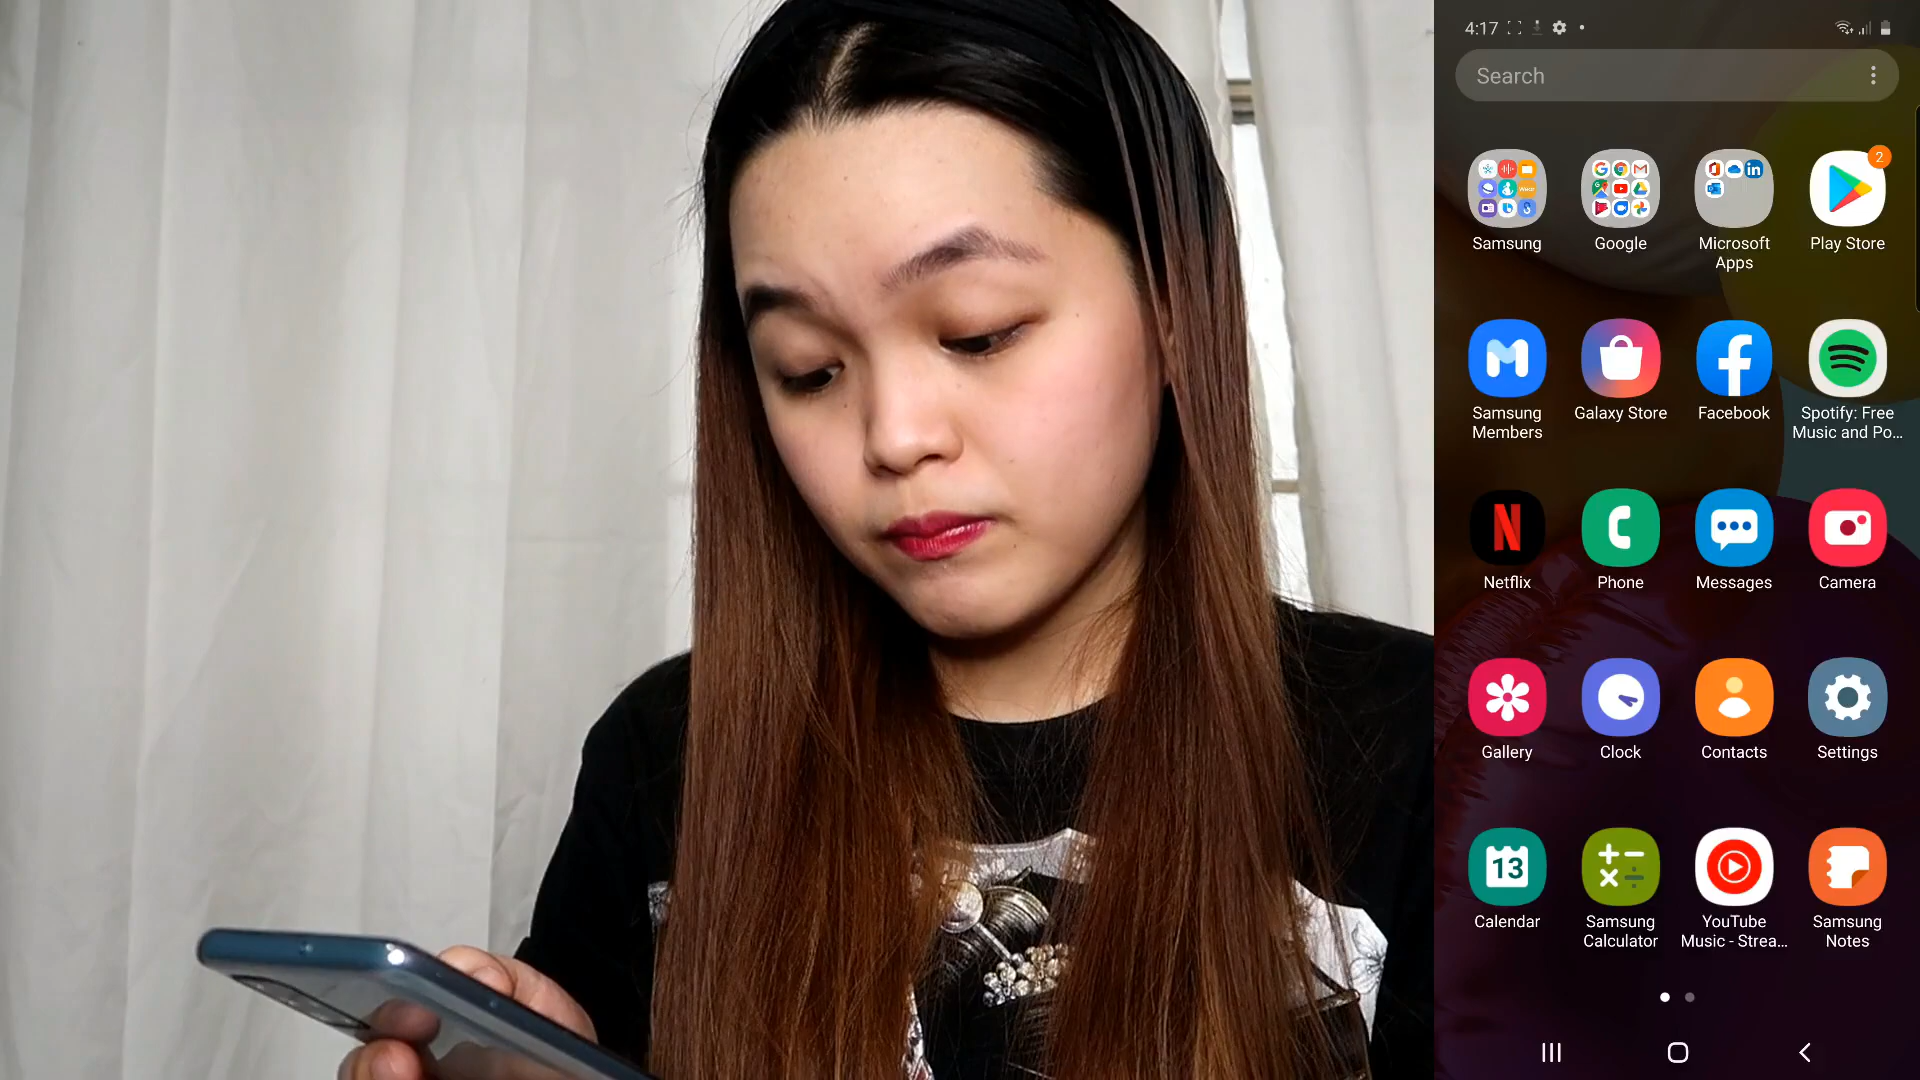 4:17
Search
2
Samsung
Google
Microsoft
Apps
Play Store
Samsung
Members
Galaxy Store
Facebook
Spotify: Free
Music and Po...
Netflix
Phone
Messages
Camera
Gallery
Clock
Contacts
Settings
13
Calendar
Samsung
Calculator
YouTube
Music - Strea...
Samsung
Notes